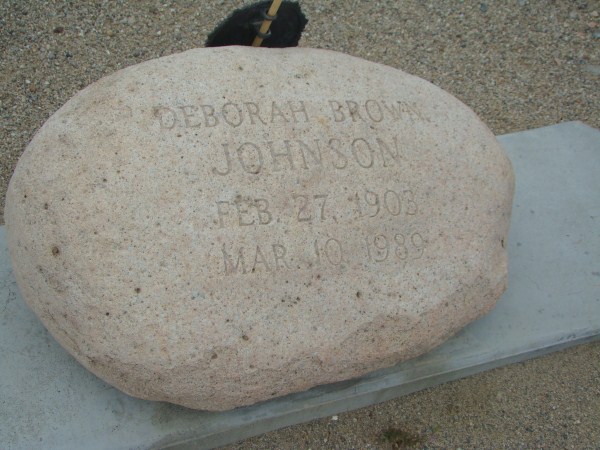 DEBORAH BROWN
JOHNSON
FEB. 27, 1903
MAR. 10, 1989